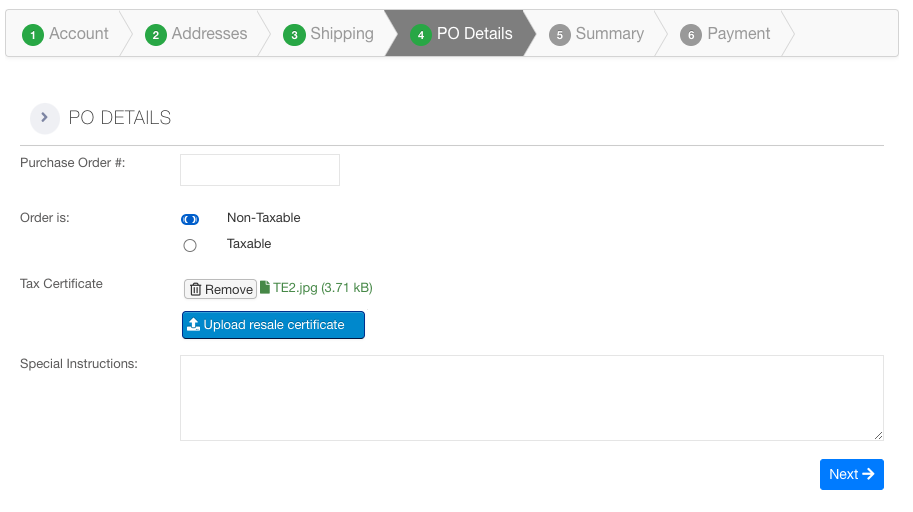 1 Account 2 Addresses 3 Shipping 4 PO Details 5 Summary 6 Payment
PO DETAILS
Purchase Order #:
Order is:
Non-Taxable
Taxable
Tax Certificate
Remove TE2.jpg (3.71 kB)
Upload resale certificate
Special Instructions:
Next